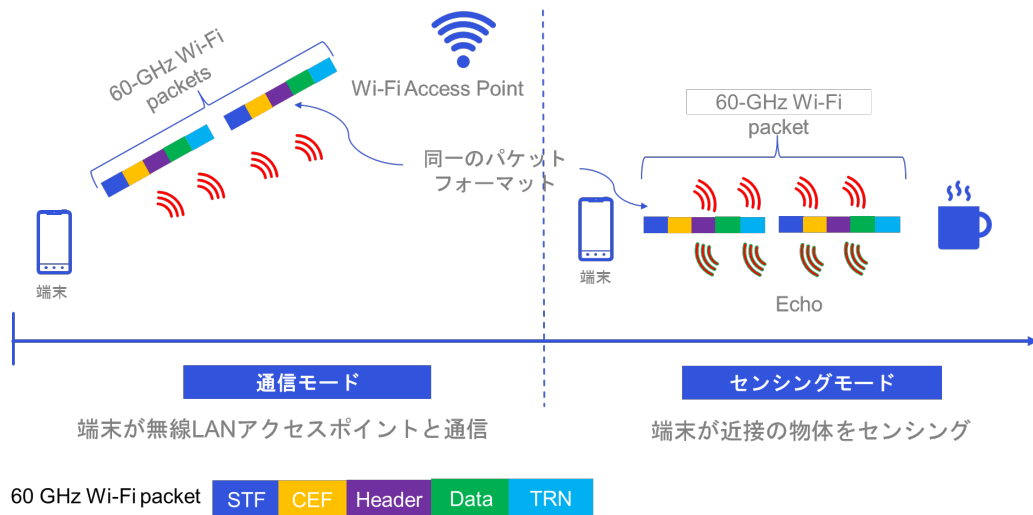 60-GHz Wi-Fi
packets
Wi-Fi Access Point
同一のパケット
フォーマット
端末
60-GHz Wi-Fi
packet
端末
Echo
通信モード
センシングモード
端末が無線LANアクセスポイントと通信
端末が近接の物体をセンシング
60 GHz Wi-Fi packet STF CEF Header Data TRN